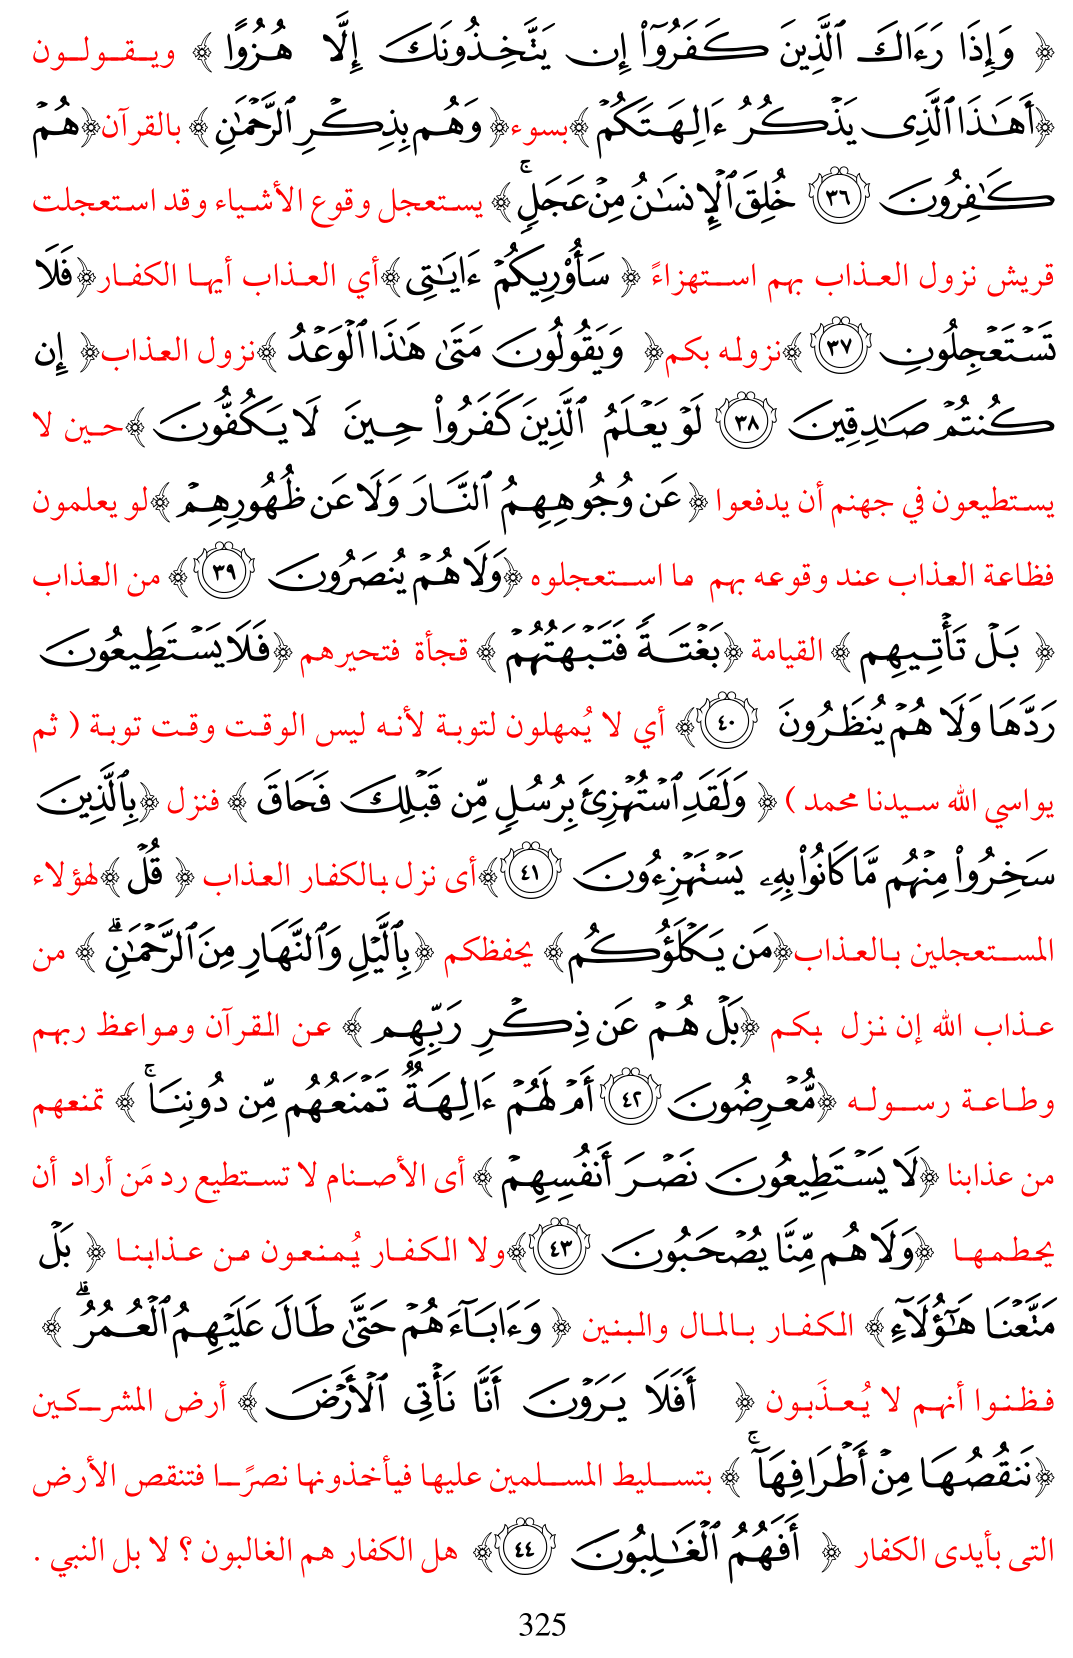 ﴿ وَإِذَا رَءَاكَ ٱلَّذِينَ كَفَرُوٓا۟ إِن يَتَّخِذُونَكَ إِلَّا هُزُوًا ﴾ ويـقـولـون
﴿أَهَـٰذَا ٱلَّذِى يَذْكُرُ ءَالِهَتَكُمْ ﴾بسوء﴿ وَهُم بِذِكْرِ ٱلرَّحْمَـٰنِ ﴾ بالقرآن﴿هُمْ
كَـٰفِرُونَ ٣٦ خُلِقَ ٱلْإِنسَـٰنُ مِنْ عَجَلٍ ۚ ﴾ يستعجل وقوع الأشياء وقد استعجلت
قريش نزول العذاب بهم استهزاءً ﴿ سَأُو۟رِيكُمْ ءَايَـٰتِى ﴾أي العذاب أيها الكفار﴿فَلَا
تَسْتَعْجِلُونِ ٣٧ ﴾نزوله بكم﴿ وَيَقُولُونَ مَتَىٰ هَـٰذَا ٱلْوَعْدُ ﴾نزول العذاب﴿ إِن
كُنتُمْ صَـٰدِقِينَ ٣٨ لَوْ يَعْلَمُ ٱلَّذِينَ كَفَرُوا۟ حِينَ لَا يَكُفُّونَ ﴾حين لا
يستطيعون في جهنم أن يدفعوا ﴿ عَن وُجُوهِهِمُ ٱلنَّارَ وَلَا عَن ظُهُورِهِمْ ﴾لو يعلمون
فظاعة العذاب عند وقوعه بهم ما استعجلوه ﴿وَلَا هُمْ يُنصَرُونَ ٣٩ ﴾ من العذاب
﴿ بَلْ تَأْتِيهِم ﴾ القيامة ﴿بَغْتَةً فَتَبْهَتُهُمْ ﴾ قجأة فتحيرهم ﴿فَلَا يَسْتَطِيعُونَ
رَدَّهَا وَلَا هُمْ يُنظَرُونَ ٤٠ ﴾ أي لا يُمهلون لتوبة لأنه ليس الوقت وقت توبة ( ثم
يواسي الله سيدنا محمد ) ﴿ وَلَقَدِ ٱسْتُهْزِئَ بِرُسُلٍ مِّن قَبْلِكَ فَحَاقَ ﴾ فنزل ﴿بِٱلَّذِينَ
سَخِرُوا۟ مِنْهُم مَّا كَانُوا۟ بِهِۦ يَسْتَهْزِءُونَ ٤١ ﴾أى نزل بالكفار العذاب ﴿ قُلْ ﴾لهؤلاء
المستعجلين بالعذاب﴿مَن يَكْلَؤُكُم ﴾ يحفظكم ﴿بِٱلَّيْلِ وَٱلنَّهَارِ مِنَ ٱلرَّحْمَـٰنِ ۗ ﴾ من
عذاب الله إن نزل بكم ﴿بَلْ هُمْ عَن ذِكْرِ رَبِّهِم ﴾ عن القرآن ومواعظ ربهم
وطاعة رسوله ﴿مُّعْرِضُونَ ٤٢ أَمْ لَهُمْ ءَالِهَةٌ تَمْنَعُهُم مِّن دُونِنَا ۚ ﴾ تمنعهم
من عذابنا ﴿لَا يَسْتَطِيعُونَ نَصْرَ أَنفُسِهِمْ ﴾ أى الأصنام لا تستطيع رد مَن أراد أن
يحطمها ﴿وَلَا هُم مِّنَّا يُصْحَبُونَ ٤٣ ﴾ولا الكفار يُمنعون من عذابنا ﴿ بَلْ
مَتَّعْنَا هَـٰٓؤُلَآءِ ﴾ الكفار بالمال والبنين ﴿ وَءَابَآءَهُمْ حَتَّىٰ طَالَ عَلَيْهِمُ ٱلْعُمُرُ ۗ ﴾
فظنوا أنهم لا يُعذَبون ﴿ أَفَلَا يَرَوْنَ أَنَّا نَأْتِى ٱلْأَرْضَ ﴾ أرض المشركين
﴿نَنقُصُهَا مِنْ أَطْرَافِهَآ ۚ ﴾ بتسليط المسلمين عليها فيأخذونها نصرًا فتنقص الأرض
التى بأيدى الكفار ﴿ أَفَهُمُ ٱلْغَـٰلِبُونَ ٤٤ ﴾ هل الكفار هم الغالبون ؟ لا بل النبي .
325